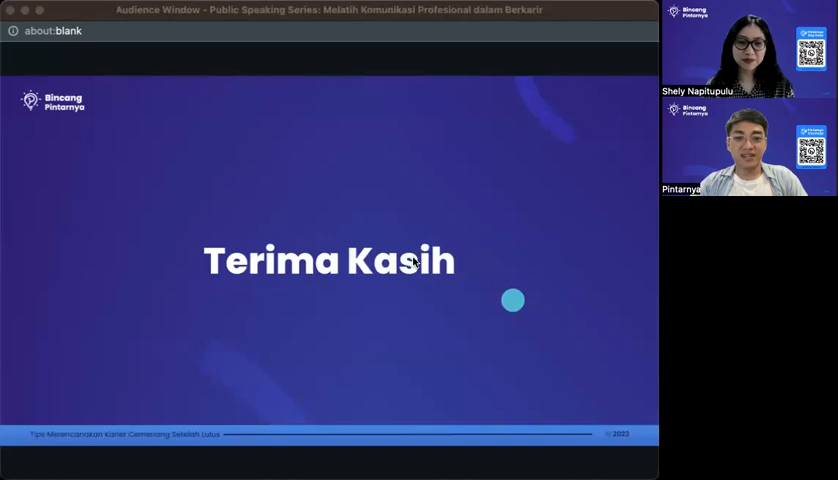 Audience Window - Public Speaking Series: Melatih Komunikasi Profesional dalam Berkarir
about:blank
Bincang
Pintarnya
Terima Kasih
Tips Merencanakan Karier Cemerlang Setelah Lulus
2023
Bincang
Pintarnya
Shely Napitupulu
Bincang
Pintarnya
Pintarnya